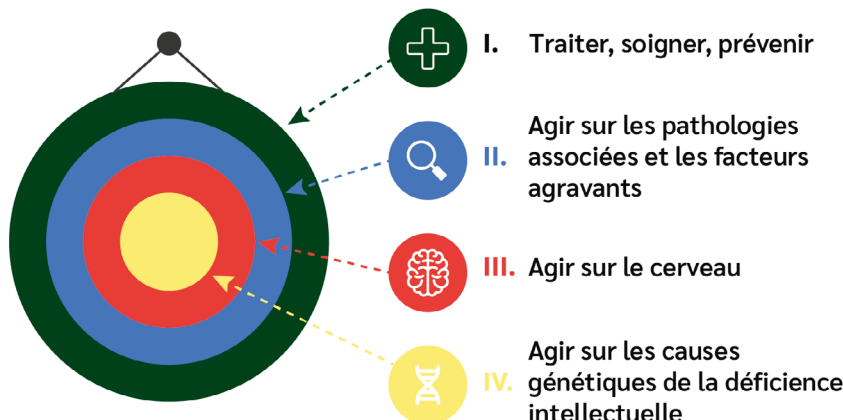 I. Traiter, soigner, prévenir
Agir sur les pathologies
II. associées et les facteurs
agravants
III. Agir sur le cerveau
Agir sur les causes
IV. génétiques de la déficience
intellectuelle